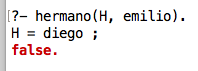 ?- hermano(H, emilio).
H = diego ;
false.